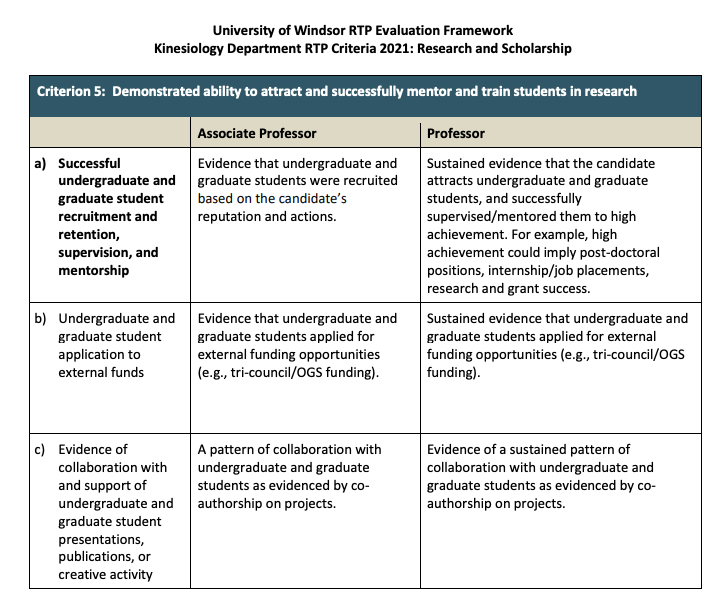 University of Windsor RTP Evaluation Framework
Kinesiology Department RTP Criteria 2021: Research and Scholarship
Criterion 5: Demonstrated ability to attract and successfully mentor and train students in research
Associate Professor
Professor
a) Successful
undergraduate and
graduate student
recruitment and
retention,
supervision, and
mentorship
Evidence that undergraduate and
graduate students were recruited
based on the candidate’s
reputation and actions.
Sustained evidence that the candidate
attracts undergraduate and graduate
students, and successfully
supervised/mentored them to high
achievement. For example, high
achievement could imply post-doctoral
positions, internship/job placements,
research and grant success.
b) Undergraduate and
graduate student
application to
external funds
Evidence that undergraduate and
graduate students applied for
external funding opportunities
(e.g., tri-council/OGS funding).
Sustained evidence that undergraduate and
graduate students applied for external
funding opportunities (e.g., tri-council/OGS
funding).
c) Evidence of
collaboration with
and support of
undergraduate and
graduate student
presentations,
publications, or
creative activity
A pattern of collaboration with
undergraduate and graduate
students as evidenced by co-
authorship on projects.
Evidence of a sustained pattern of
collaboration with undergraduate and
graduate students as evidenced by co-
authorship on projects.